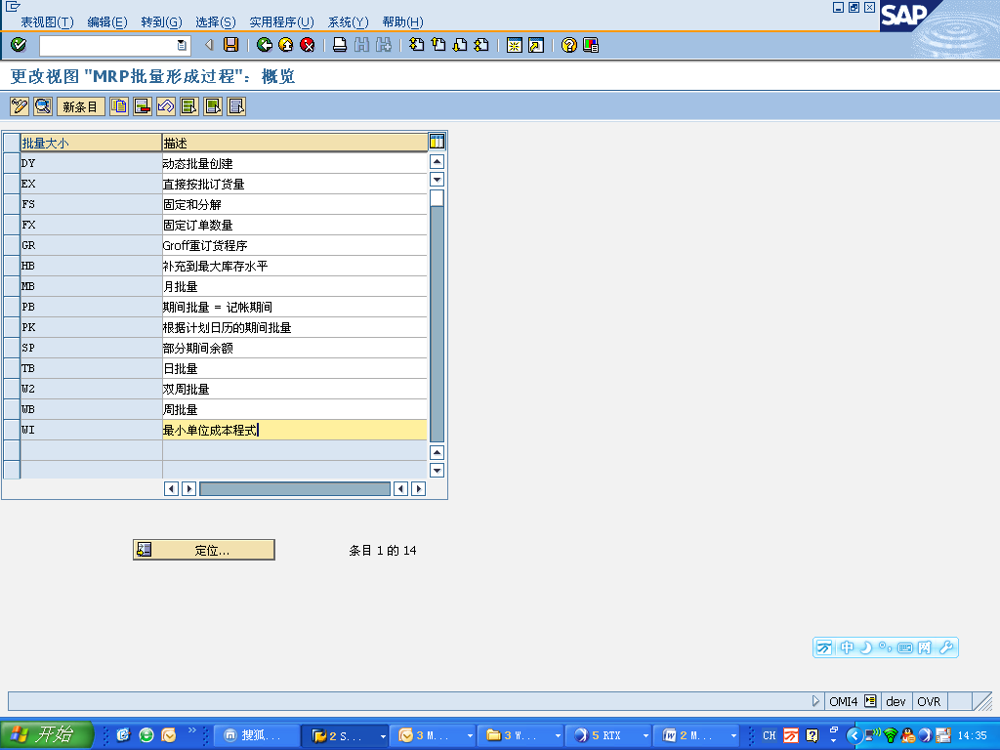 表视图(T) 编辑(E) 转到(G) 选择(S) 实用程序(U) 系统(Y) 帮助(H)
SAP
更改视图 "MRP批量形成过程"：概览
新条目
批量大小 描述
DY 动态批量创建
EX 直接按批订货量
FS 固定和分解
FX 固定订单数量
GR Groff重订货程序
HB 补充到最大库存水平
MB 月批量
PB 期间批量 = 记帐期间
PK 根据计划日历的期间批量
SP 部分期间余额
TB 日批量
W2 双周批量
WB 周批量
WI 最小单位成本程式
定位... 条目 1 的 14
中 网
OMI4 dev OVR
开始 搜狐... 2 S... 3 M... 3 W... 5 RTX 2 M... CH 14:35